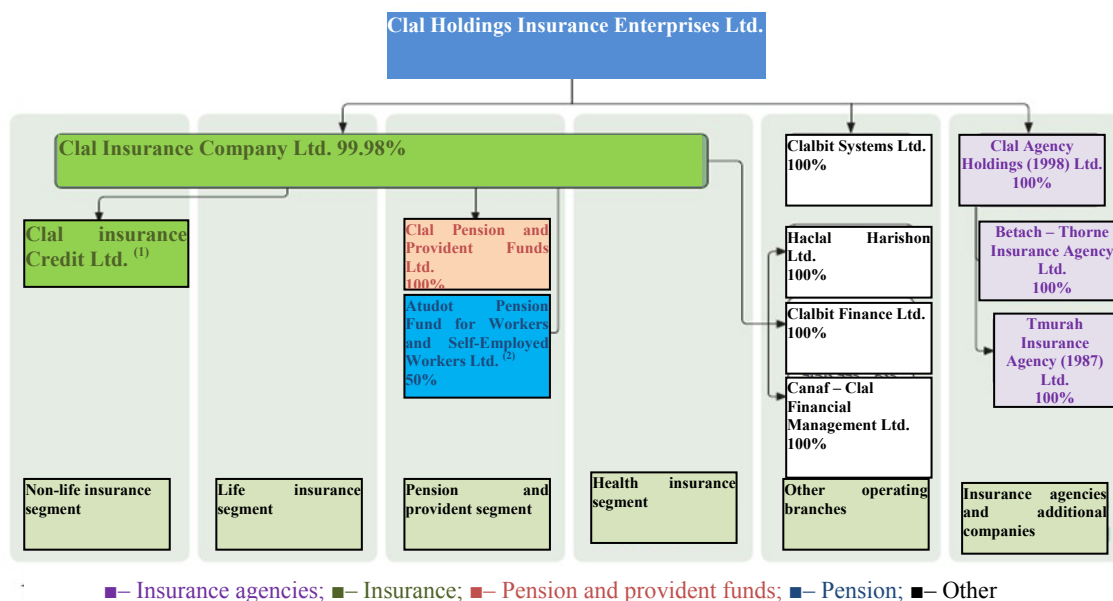 Clal Holdings Insurance Enterprises Ltd.
Clal Insurance Company Ltd. 99.98%
Clalbit Systems Ltd.
100%
Clal Agency
Holdings (1998) Ltd.
100%
Clal insurance
Credit Ltd. (1)
Clal Pension and
Provident Funds
Ltd.
100%
Atudot Pension
Fund for Workers
and Self-Employed
Workers Ltd. (2)
50%
Haclal Harishon
Ltd.
100%
Clalbit Finance Ltd.
100%
Canaf – Clal
Financial
Management Ltd.
100%
Betach – Thorne
Insurance Agency
Ltd.
100%
Tmurah
Insurance
Agency (1987)
Ltd.
100%
Non-life insurance
segment
Life insurance
segment
Pension and
provident segment
Health insurance
segment
Other operating
branches
Insurance agencies
and additional
companies
■– Insurance agencies; ■– Insurance; ■– Pension and provident funds; ■– Pension; ■– Other